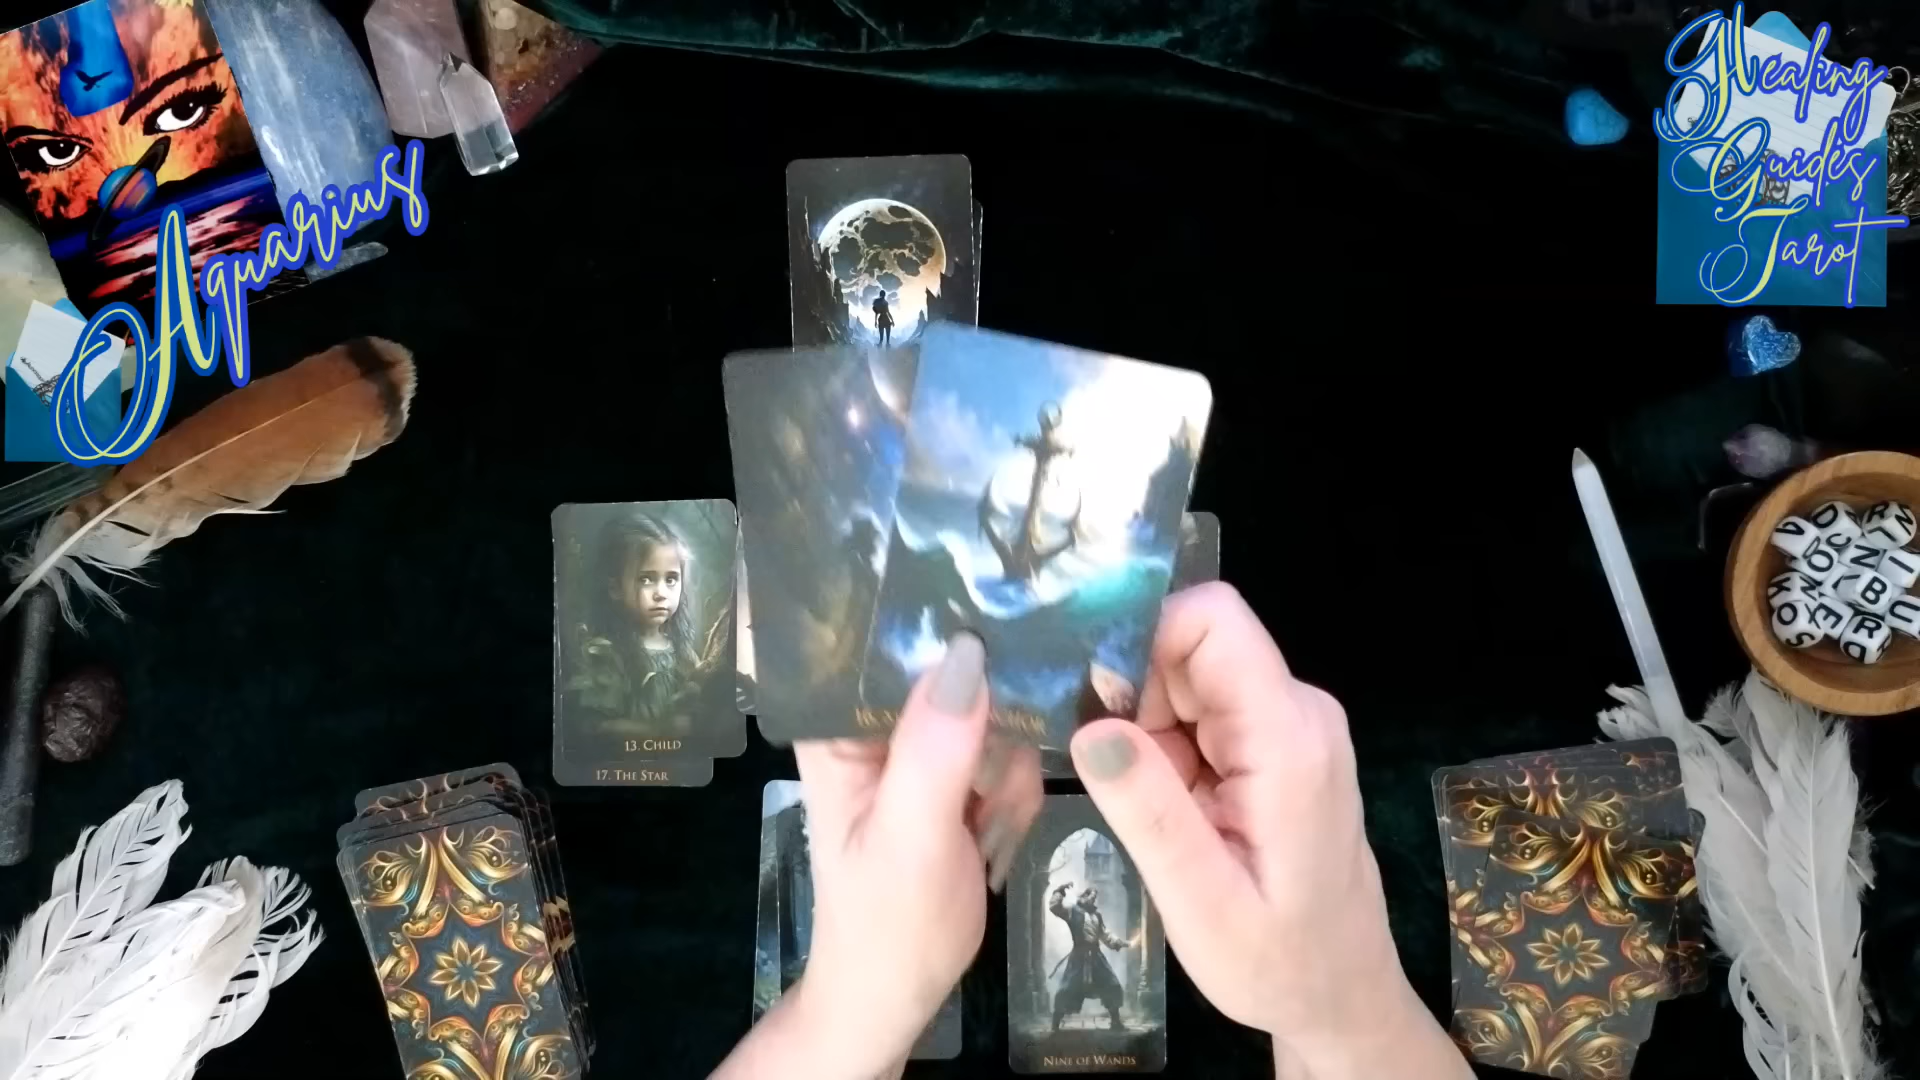 Aquarius
Healing
Guides
Tarot
13. Child
17. The Star
Nine of Wands